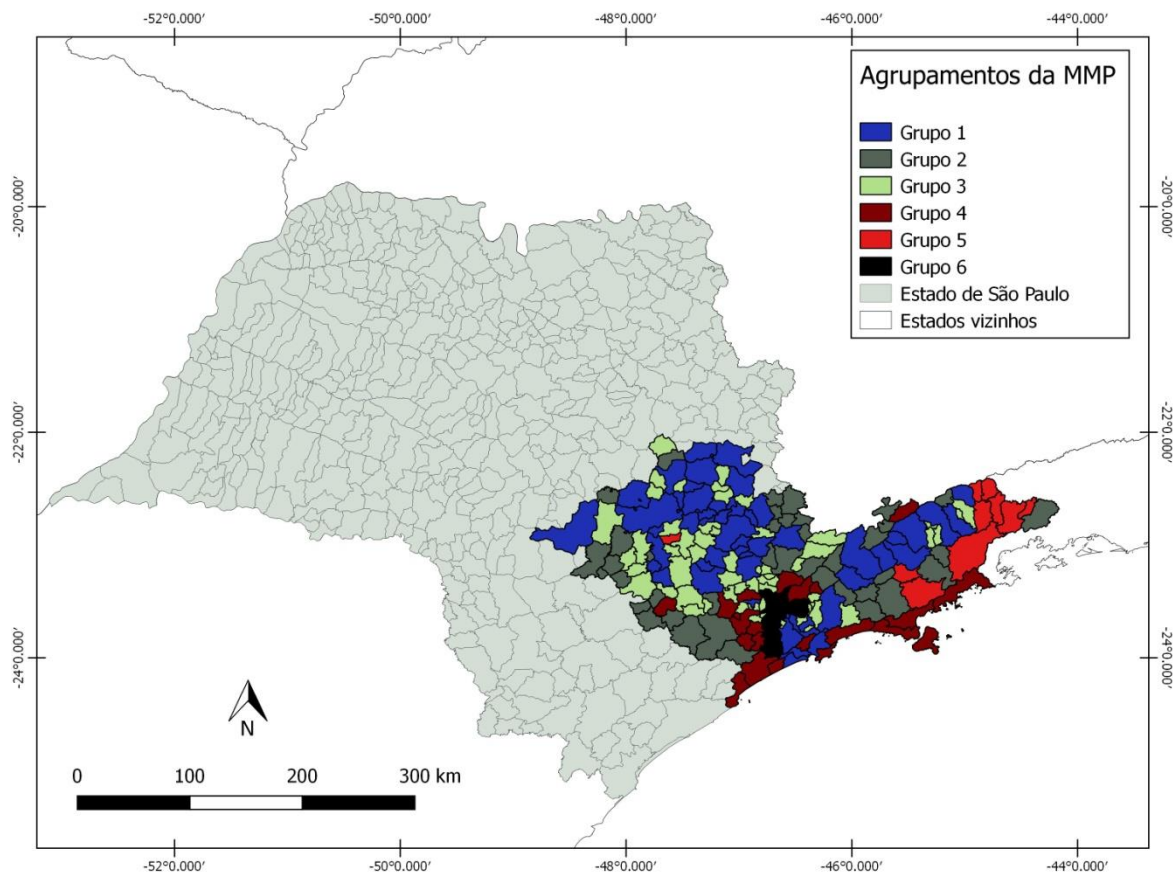 -52°0.000' -50°0.000' -48°0.000' -46°0.000' -44°0.000'
Agrupamentos da MMP
Grupo 1
Grupo 2
Grupo 3
Grupo 4
Grupo 5
Grupo 6
Estado de São Paulo
Estados vizinhos
-20°0.000' -20°0.000'
-22°0.000' -22°0.000'
-24°0.000' -24°0.000'
N
0 100 200 300 km
-52°0.000' -50°0.000' -48°0.000' -46°0.000' -44°0.000'